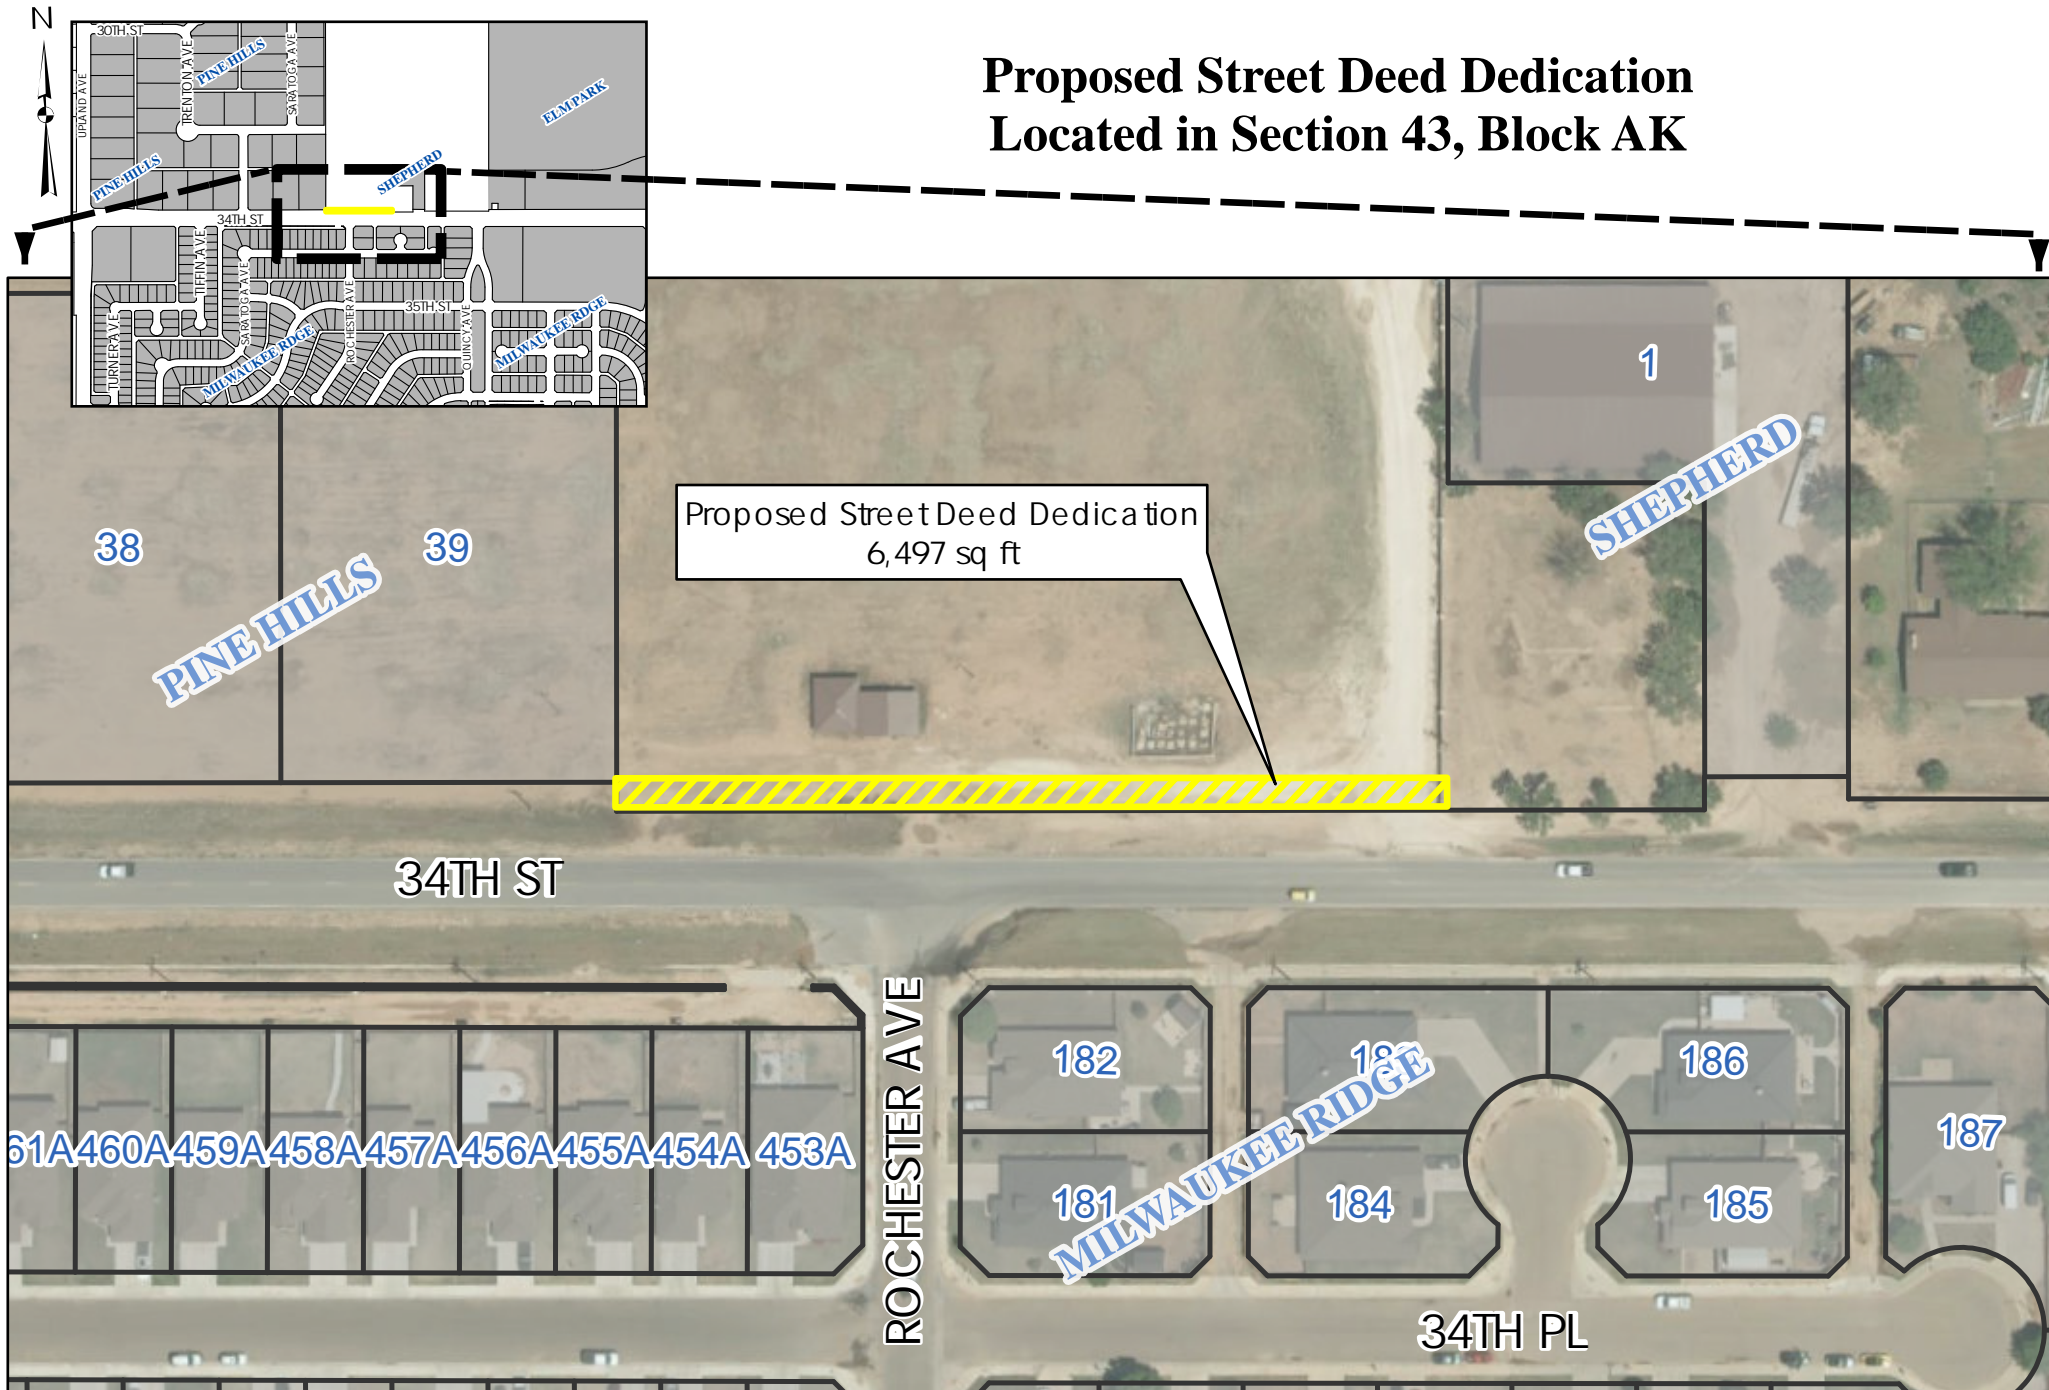 N
Proposed Street Deed Dedication
Located in Section 43, Block AK
30TH ST
UPLAND AVE
TRENTON AVE
PINE HILLS
SARATOGA AVE
ELM PARK
PINE HILLS
SHEPHERD
34TH ST
TIFFIN AVE
SARATOGA AVE
ROCHESTER AVE
35TH ST
QUINCY AVE
TURNER AVE
MILWAUKEE RDGE
MILWAUKEE RDGE
1
SHEPHERD
Proposed Street Deed Dedication
6,497 sq ft
38
39
PINE HILLS
34TH ST
ROCHESTER AVE
182
186
187
61A 460A 459A 458A 457A 456A 455A 454A 453A
181
184
185
MILWAUKEE RIDGE
34TH PL